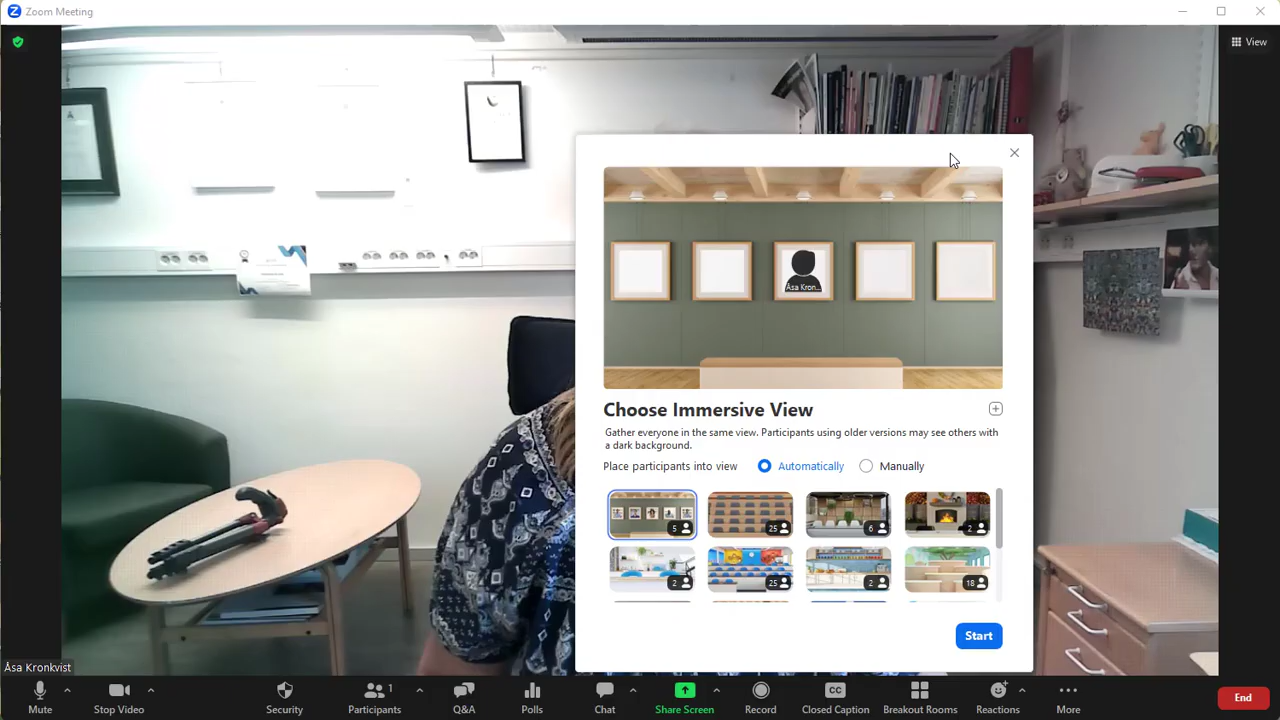 Zoom Meeting
View
Åsa Kron...
Choose Immersive View
Gather everyone in the same view. Participants using older versions may see others with
a dark background.
Place participants into view
Automatically
Manually
5
25
6
2
2
25
2
18
Start
Åsa Kronkvist
Mute
Stop Video
Security
Participants
1
Q&A
Polls
Chat
Share Screen
Record
CC
Closed Caption
Breakout Rooms
Reactions
More
End